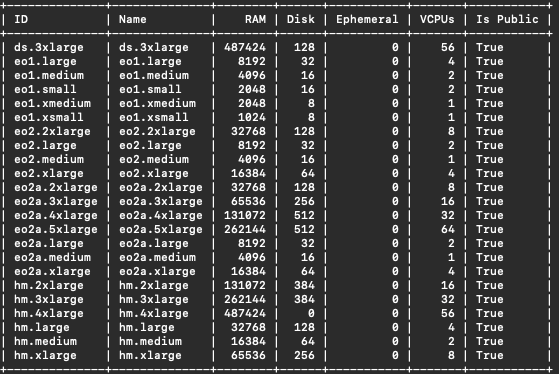 +--------------+--------------+--------+------+-----------+-------+-----------+
| ID           | Name         |    RAM | Disk | Ephemeral | VCPUs | Is Public |
+--------------+--------------+--------+------+-----------+-------+-----------+
| ds.3xlarge   | ds.3xlarge   | 487424 |  128 |         0 |    56 | True      |
| eo1.large    | eo1.large    |   8192 |   32 |         0 |     4 | True      |
| eo1.medium   | eo1.medium   |   4096 |   16 |         0 |     2 | True      |
| eo1.small    | eo1.small    |   2048 |   16 |         0 |     2 | True      |
| eo1.xmedium  | eo1.xmedium  |   2048 |    8 |         0 |     1 | True      |
| eo1.xsmall   | eo1.xsmall   |   1024 |    8 |         0 |     1 | True      |
| eo2.2xlarge  | eo2.2xlarge  |  32768 |  128 |         0 |     8 | True      |
| eo2.large    | eo2.large    |   8192 |   32 |         0 |     2 | True      |
| eo2.medium   | eo2.medium   |   4096 |   16 |         0 |     1 | True      |
| eo2.xlarge   | eo2.xlarge   |  16384 |   64 |         0 |     4 | True      |
| eo2a.2xlarge | eo2a.2xlarge |  32768 |  128 |         0 |     8 | True      |
| eo2a.3xlarge | eo2a.3xlarge |  65536 |  256 |         0 |    16 | True      |
| eo2a.4xlarge | eo2a.4xlarge | 131072 |  512 |         0 |    32 | True      |
| eo2a.5xlarge | eo2a.5xlarge | 262144 |  512 |         0 |    64 | True      |
| eo2a.large   | eo2a.large   |   8192 |   32 |         0 |     2 | True      |
| eo2a.medium  | eo2a.medium  |   4096 |   16 |         0 |     1 | True      |
| eo2a.xlarge  | eo2a.xlarge  |  16384 |   64 |         0 |     4 | True      |
| hm.2xlarge   | hm.2xlarge   | 131072 |  384 |         0 |    16 | True      |
| hm.3xlarge   | hm.3xlarge   | 262144 |  384 |         0 |    32 | True      |
| hm.4xlarge   | hm.4xlarge   | 487424 |    0 |         0 |    56 | True      |
| hm.large     | hm.large     |  32768 |  128 |         0 |     4 | True      |
| hm.medium    | hm.medium    |  16384 |   64 |         0 |     2 | True      |
| hm.xlarge    | hm.xlarge    |  65536 |  256 |         0 |     8 | True      |
+--------------+--------------+--------+------+-----------+-------+-----------+